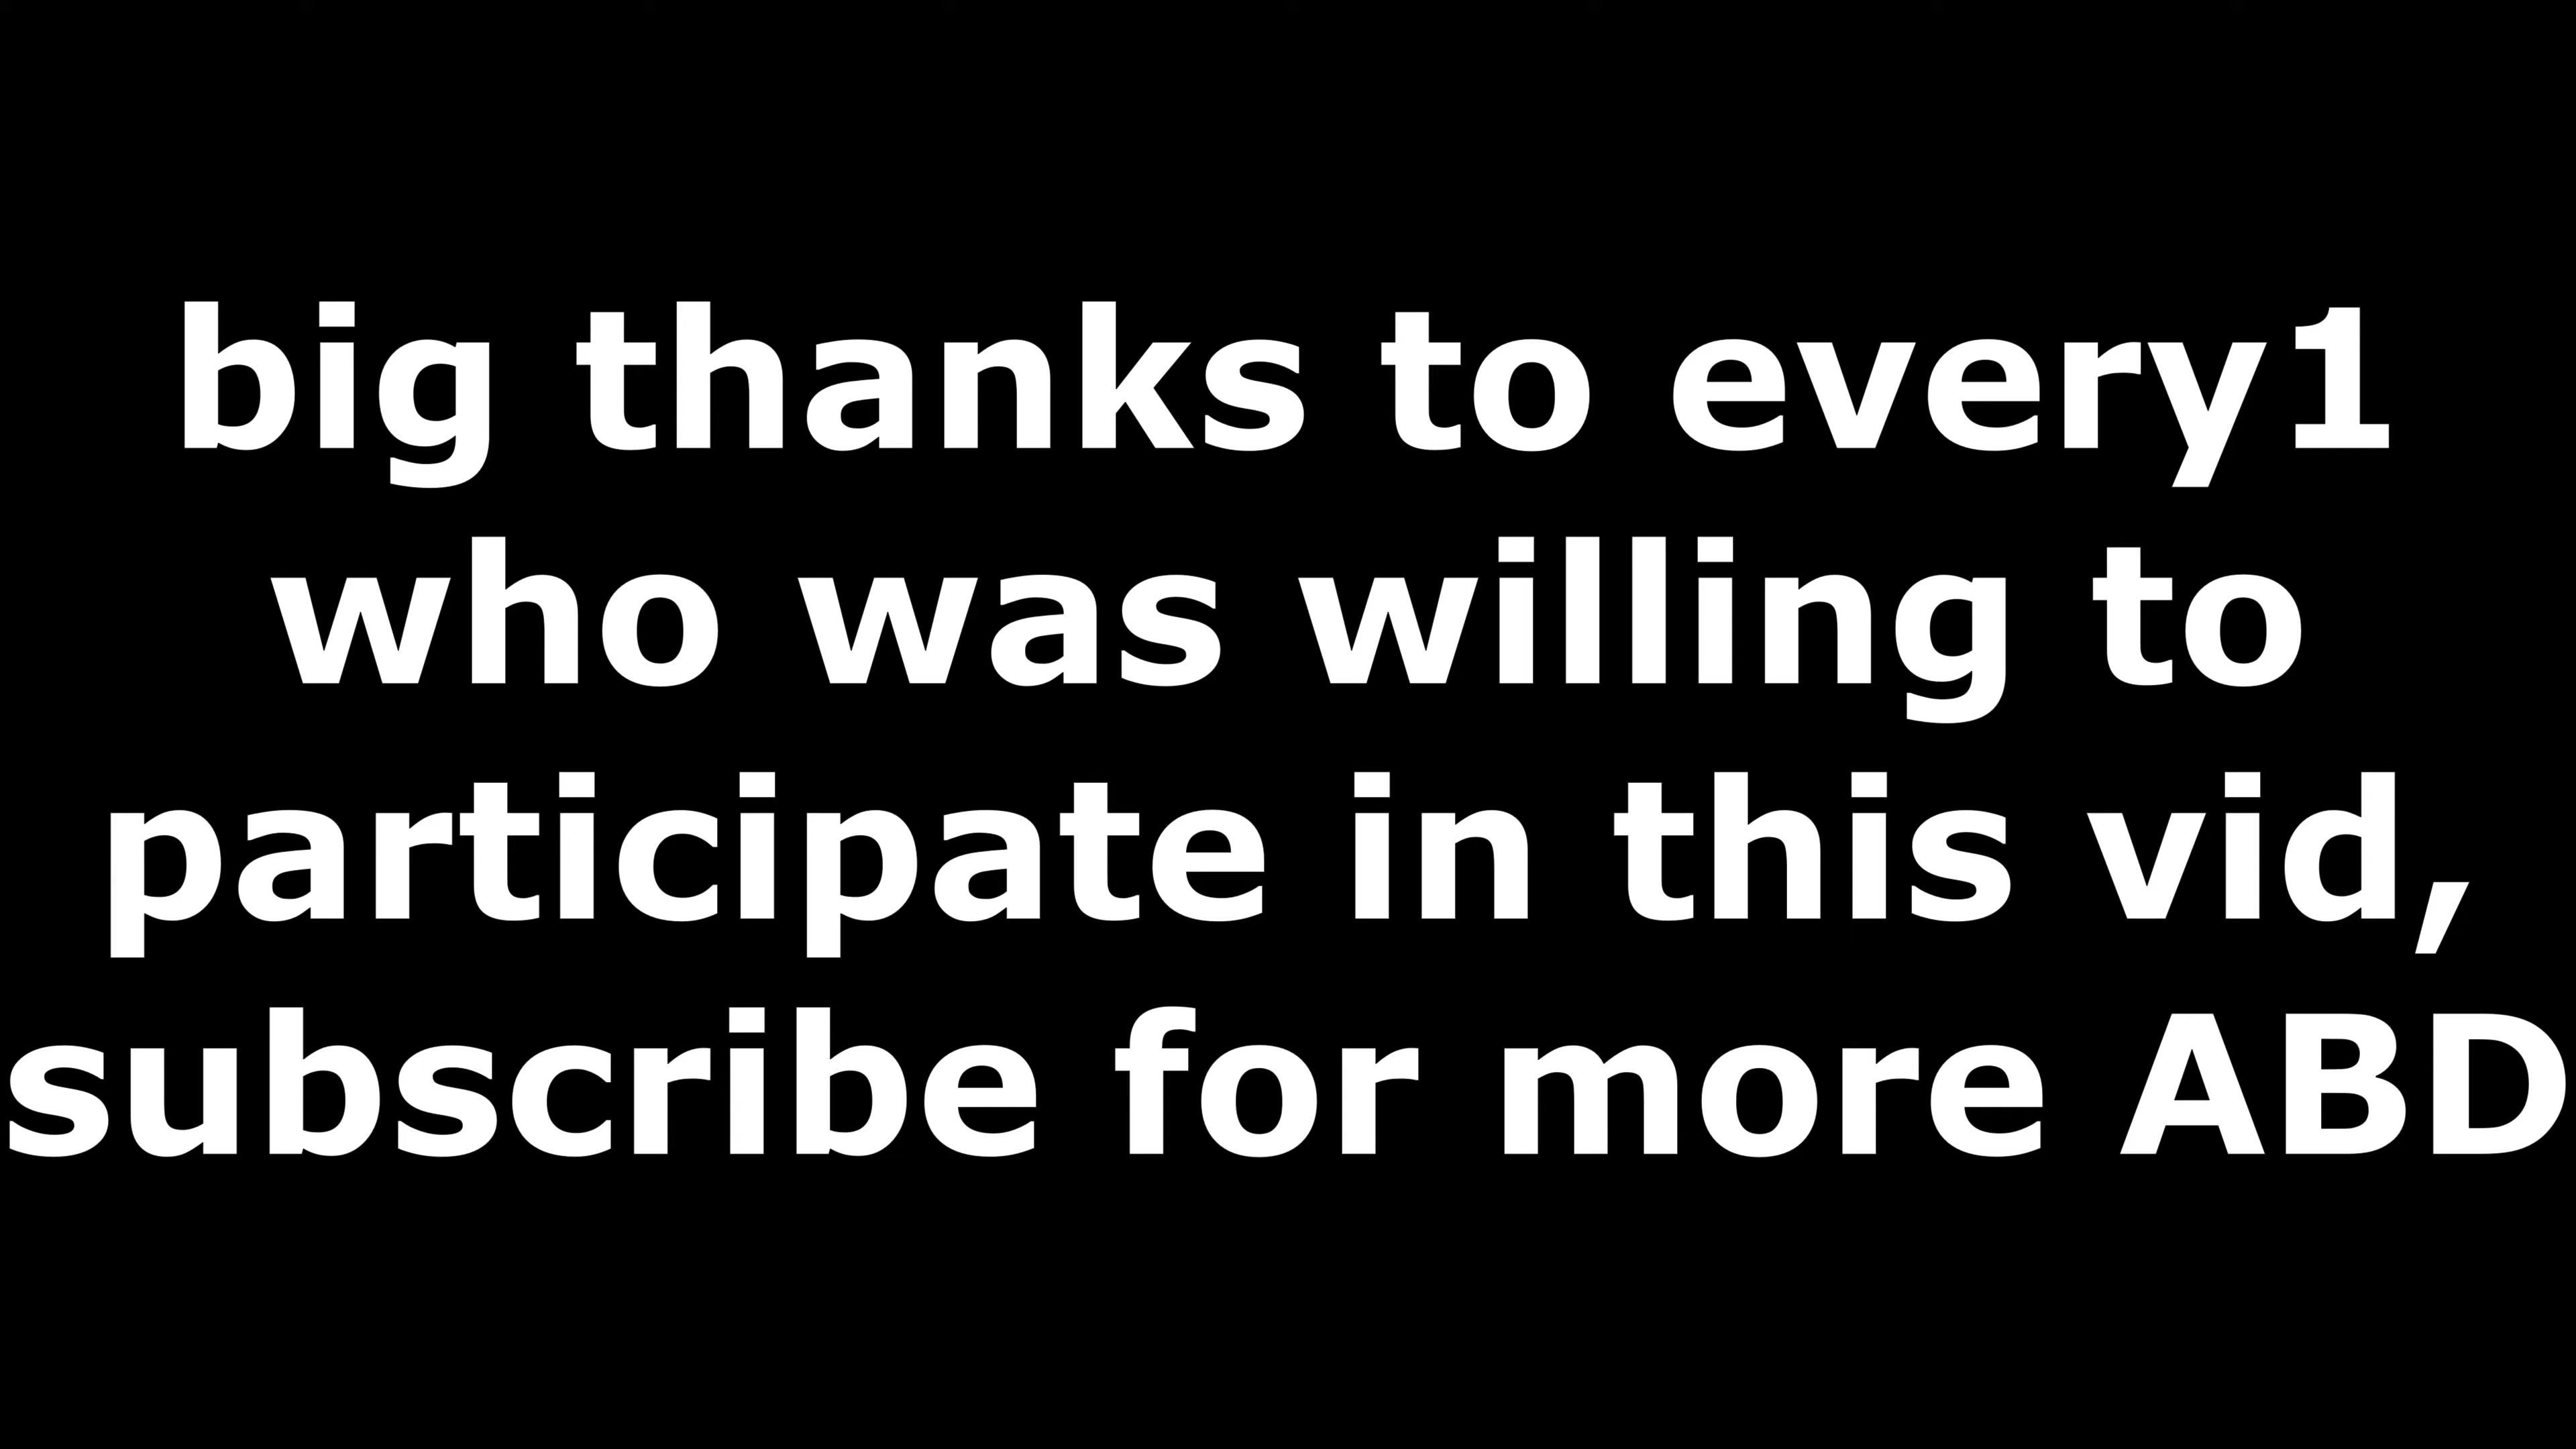 big thanks to every1
who was willing to
participate in this vid,
subscribe for more ABD